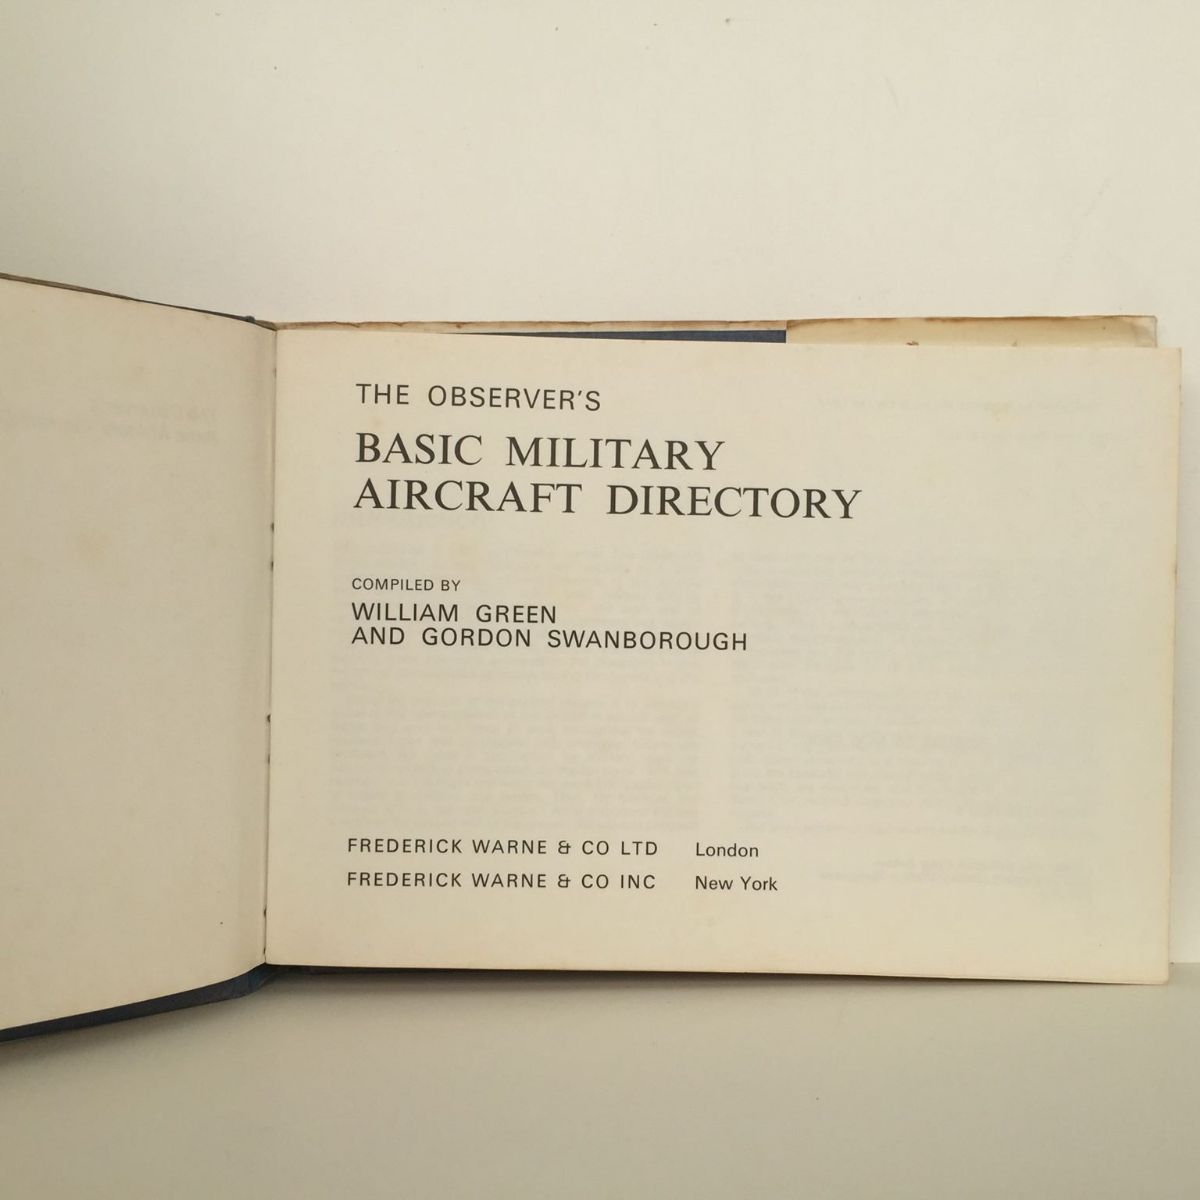 THE OBSERVER'S
BASIC MILITARY
AIRCRAFT DIRECTORY
COMPILED BY
WILLIAM GREEN
AND GORDON SWANBOROUGH
FREDERICK WARNE & CO LTD London
FREDERICK WARNE & CO INC New York